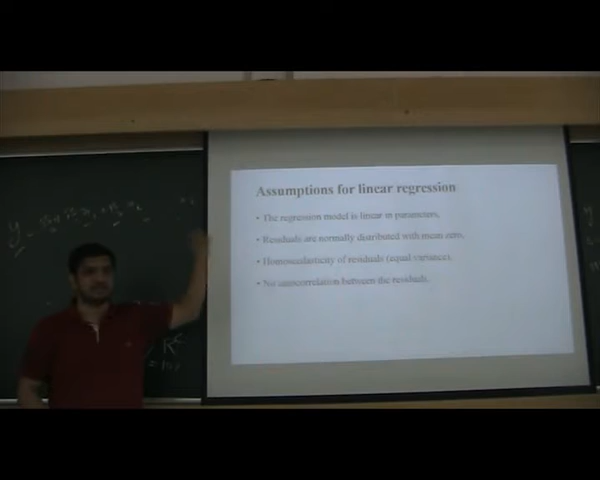 Assumptions for linear regression
• The regression model is linear in parameters.
• Residuals are normally distributed with mean zero.
• Homoscedasticity of residuals (equal variance).
• No autocorrelation between the residuals.